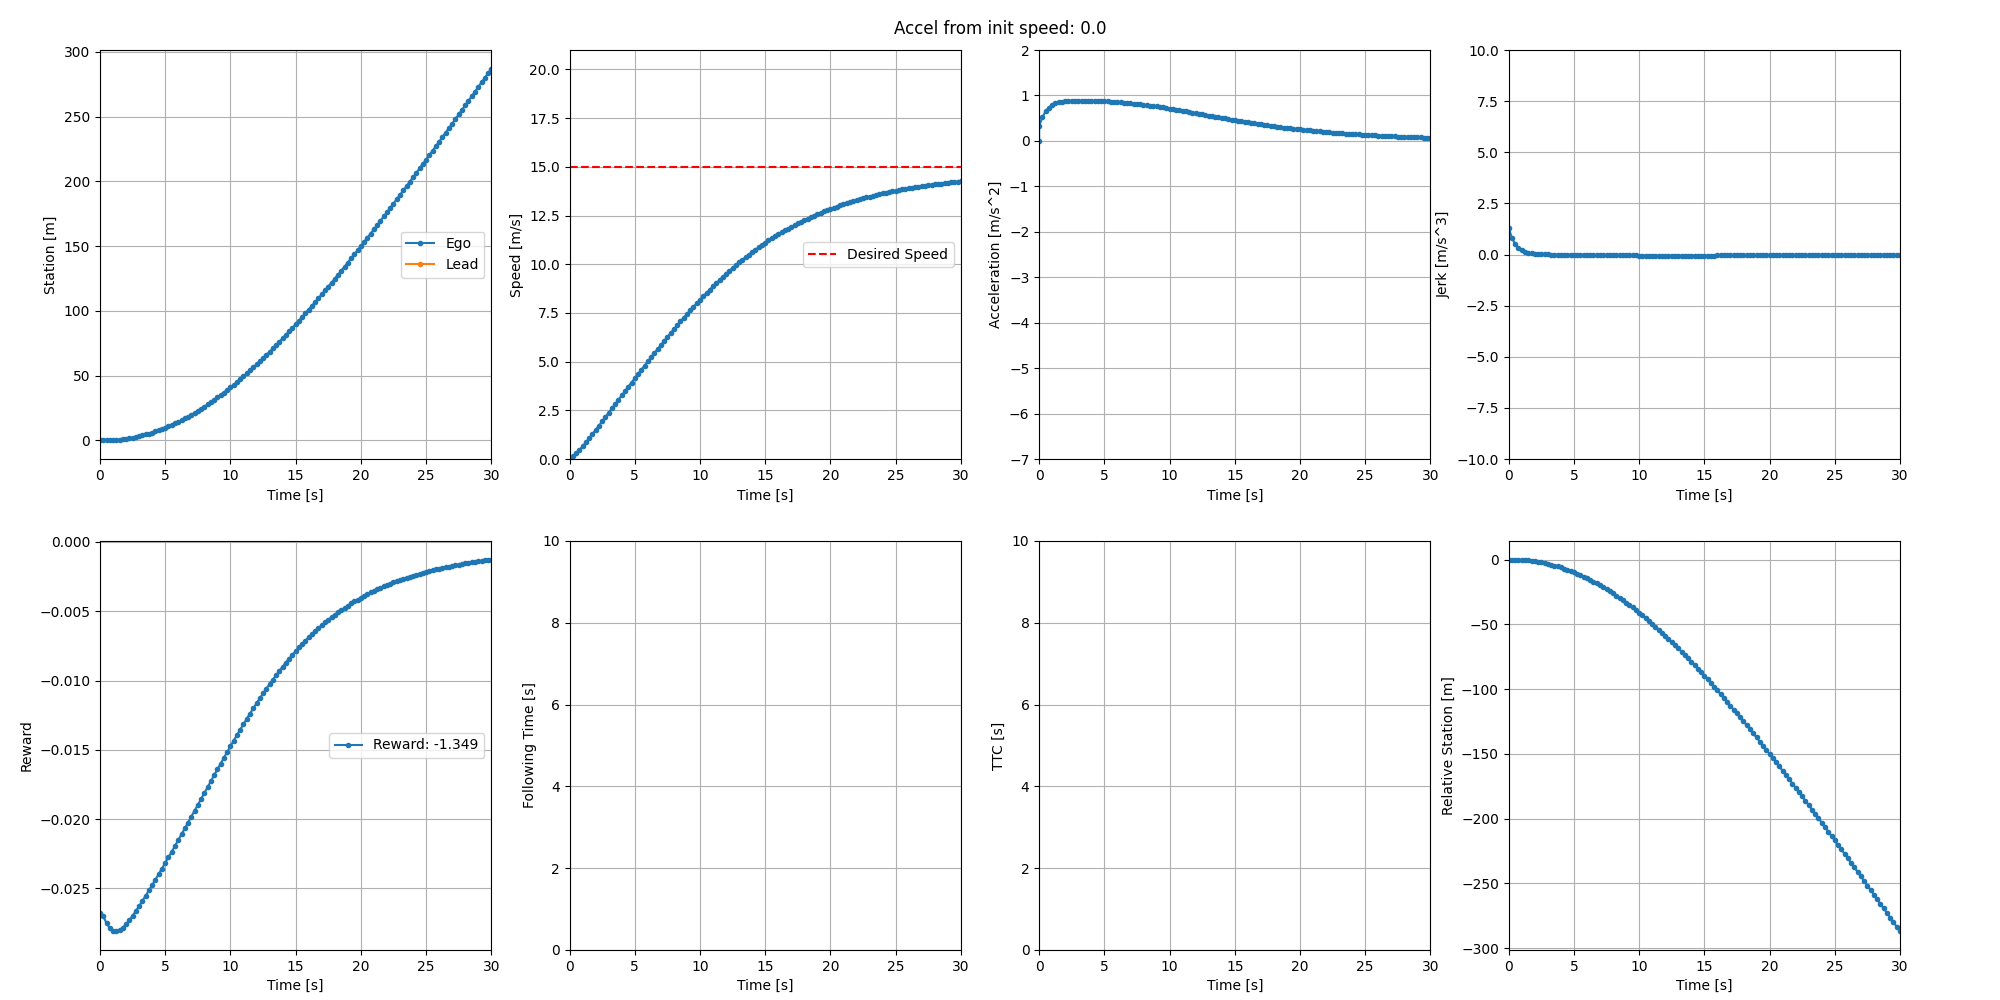 Accel from init speed: 0.0
Station [m]
300
250
200
150
100
50
0
Ego
Lead
0 5 10 15 20 25 30
Time [s]
Speed [m/s]
20.0
17.5
15.0
12.5
10.0
7.5
5.0
2.5
0.0
Desired Speed
0 5 10 15 20 25 30
Time [s]
Acceleration [m/s^2]
2
1
0
−1
−2
−3
−4
−5
−6
−7
0 5 10 15 20 25 30
Time [s]
Jerk [m/s^3]
10.0
7.5
5.0
2.5
0.0
−2.5
−5.0
−7.5
−10.0
0 5 10 15 20 25 30
Time [s]
Reward
0.000
−0.005
−0.010
−0.015
−0.020
−0.025
Reward: -1.349
0 5 10 15 20 25 30
Time [s]
Following Time [s]
10
8
6
4
2
0
0 5 10 15 20 25 30
Time [s]
TTC [s]
10
8
6
4
2
0
0 5 10 15 20 25 30
Time [s]
Relative Station [m]
0
−50
−100
−150
−200
−250
−300
0 5 10 15 20 25 30
Time [s]